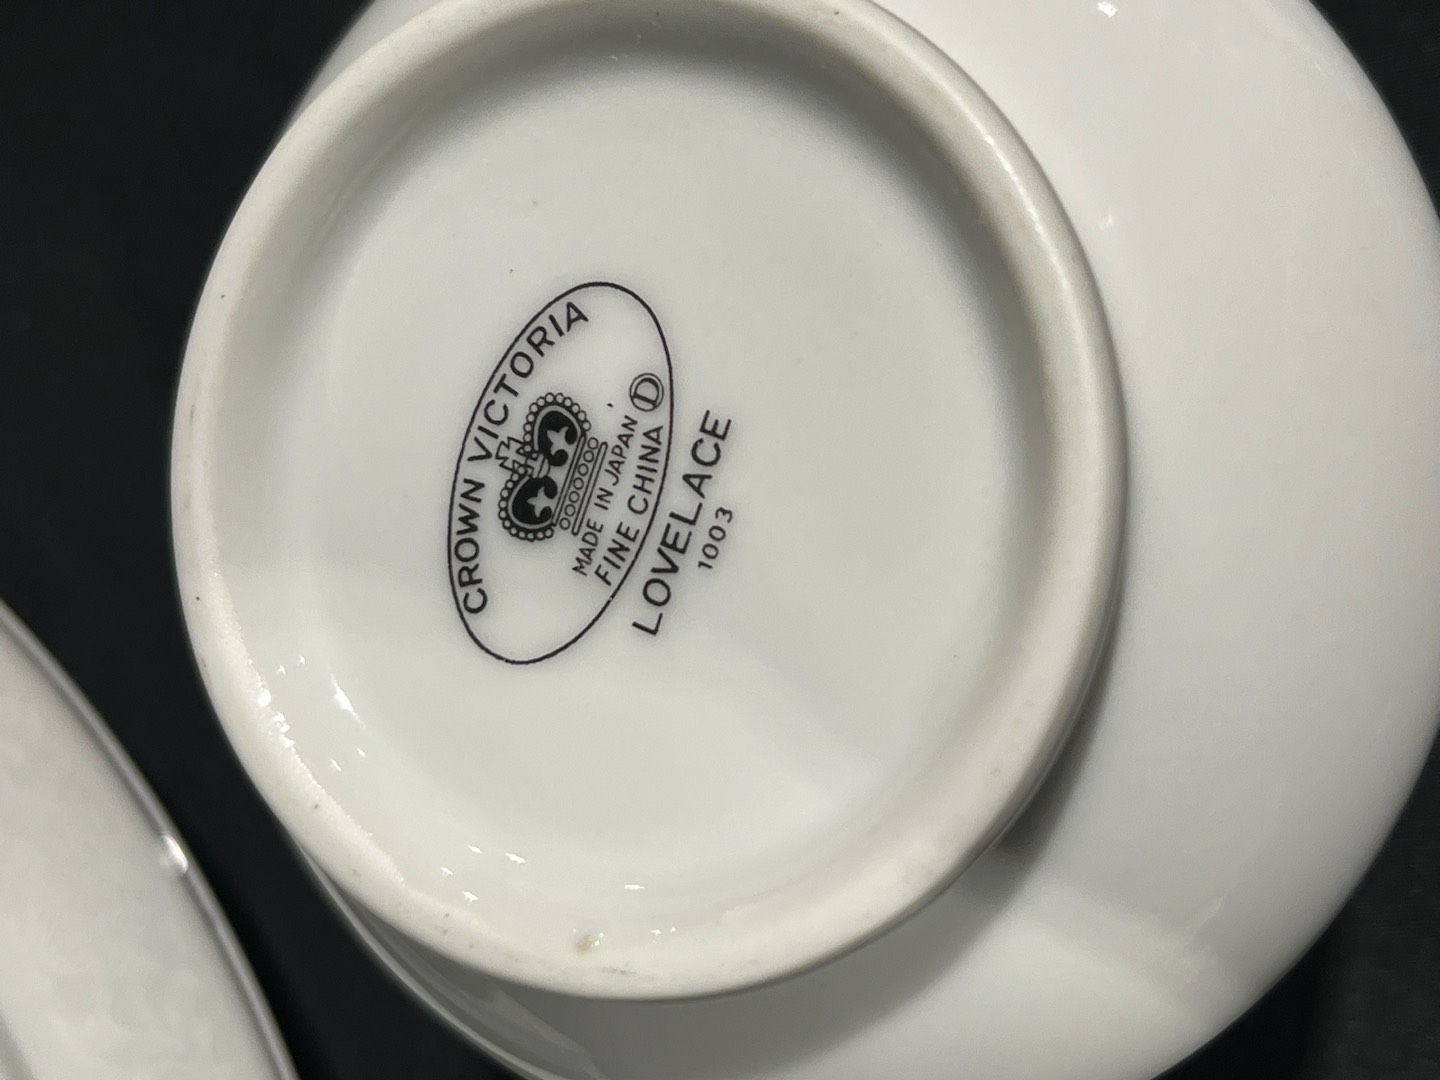 CROWN VICTORIA
MADE IN JAPAN
FINE CHINA D
LOVELACE
1003